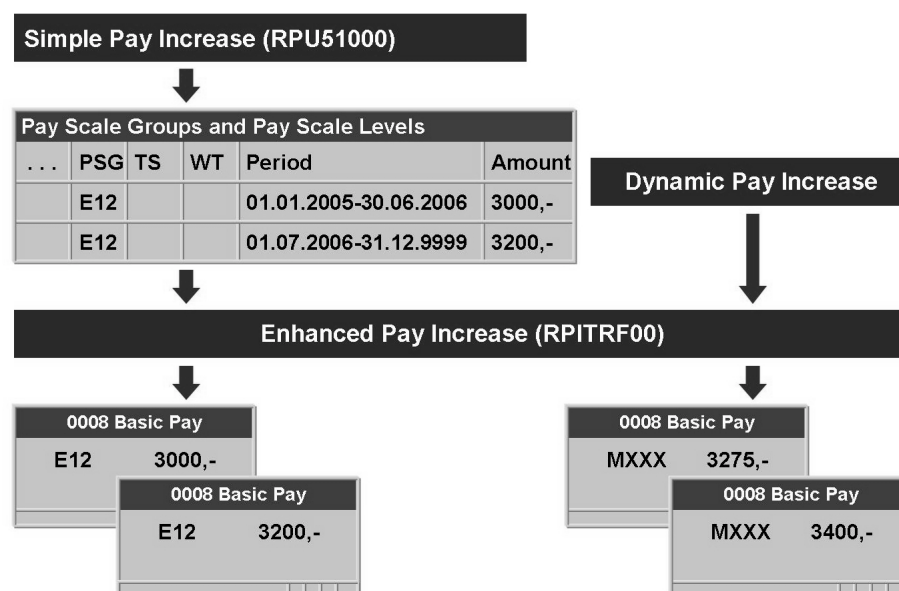 Simple Pay Increase (RPU51000)
Pay Scale Groups and Pay Scale Levels
. . . PSG TS WT Period Amount
E12 01.01.2005-30.06.2006 3000,-
E12 01.07.2006-31.12.9999 3200,-
Dynamic Pay Increase
Enhanced Pay Increase (RPITRF00)
0008 Basic Pay
E12 3000,-
0008 Basic Pay
E12 3200,-
0008 Basic Pay
MXXX 3275,-
0008 Basic Pay
MXXX 3400,-